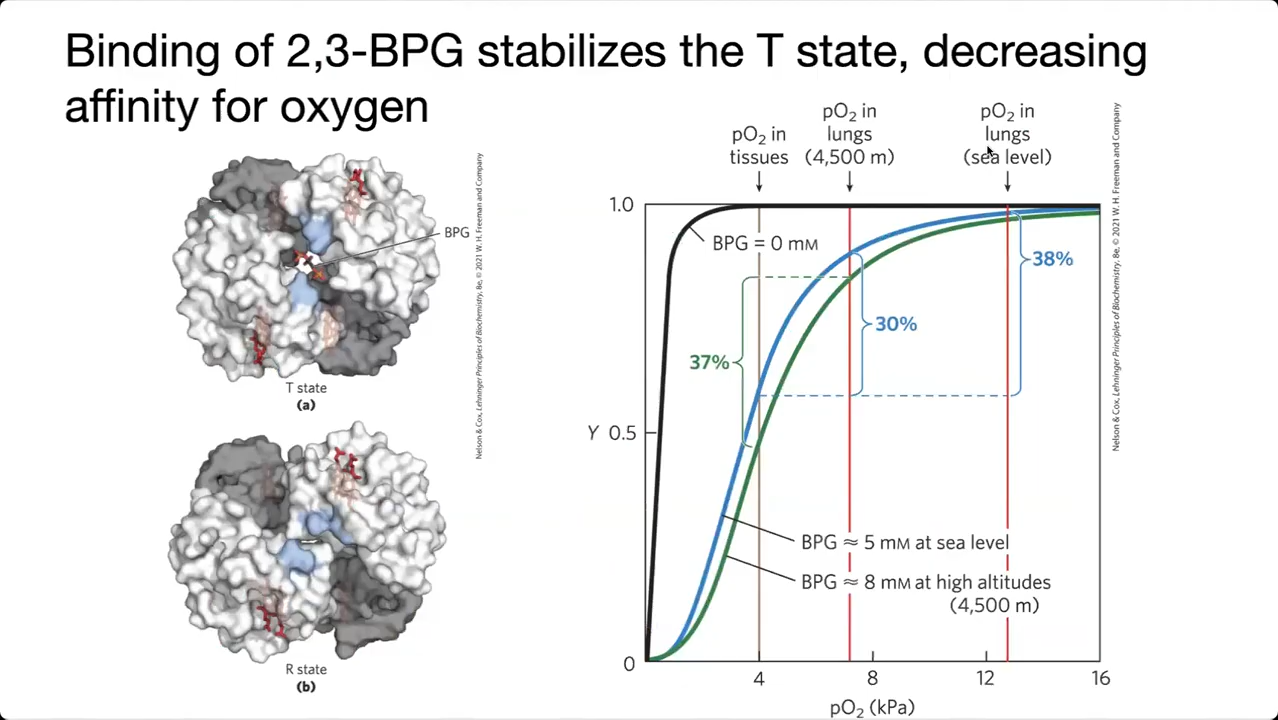 Binding of 2,3-BPG stabilizes the T state, decreasing
affinity for oxygen
BPG
T state
(a)
R state
(b)
Nelson & Cox, Lehninger Principles of Biochemistry, 8e, © 2021 W. H. Freeman and Company
pO₂ in
tissues
pO₂ in
lungs
(4,500 m)
pO₂ in
lungs
(sea level)
1.0
BPG = 0 mM
38%
30%
37%
Y 0.5
BPG ≈ 5 mM at sea level
BPG ≈ 8 mM at high altitudes
(4,500 m)
0
4
8
12
16
pO₂ (kPa)
Nelson & Cox, Lehninger Principles of Biochemistry, 8e, © 2021 W. H. Freeman and Company